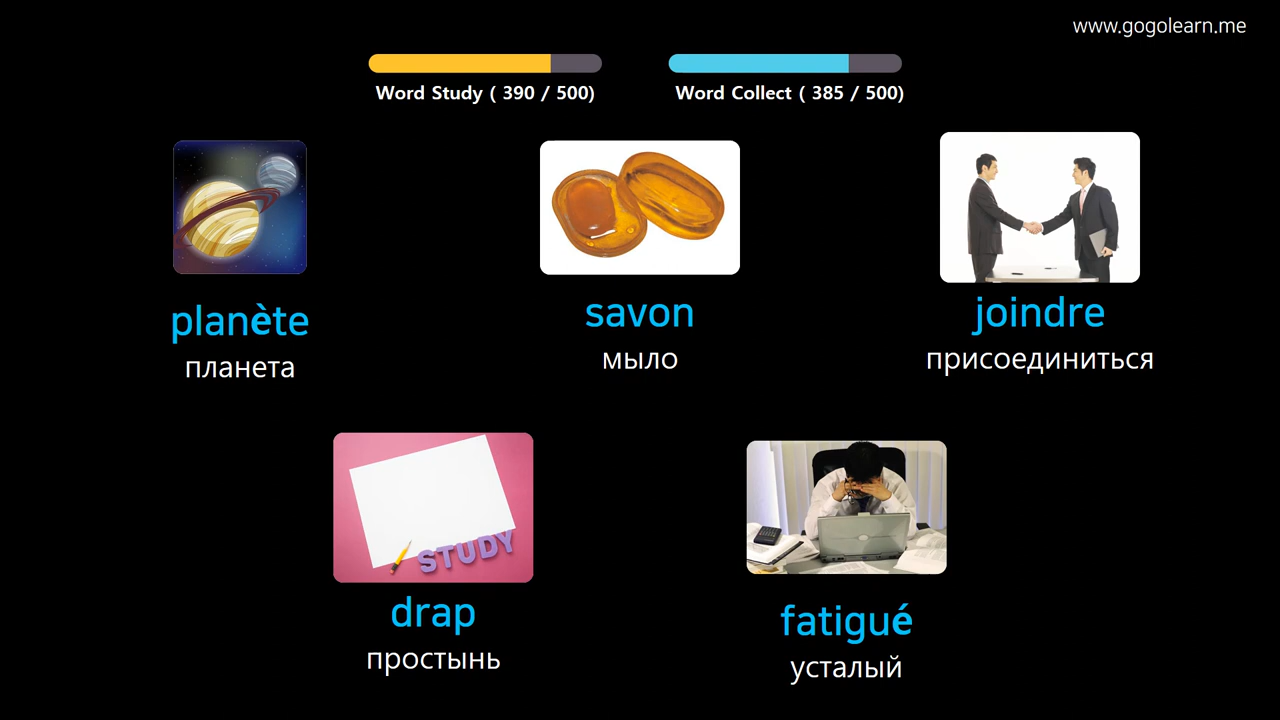 www.gogolearn.me
Word Study ( 390 / 500)
Word Collect ( 385 / 500)
planète
планета
savon
мыло
joindre
присоединиться
STUDY
drap
простынь
fatigué
усталый